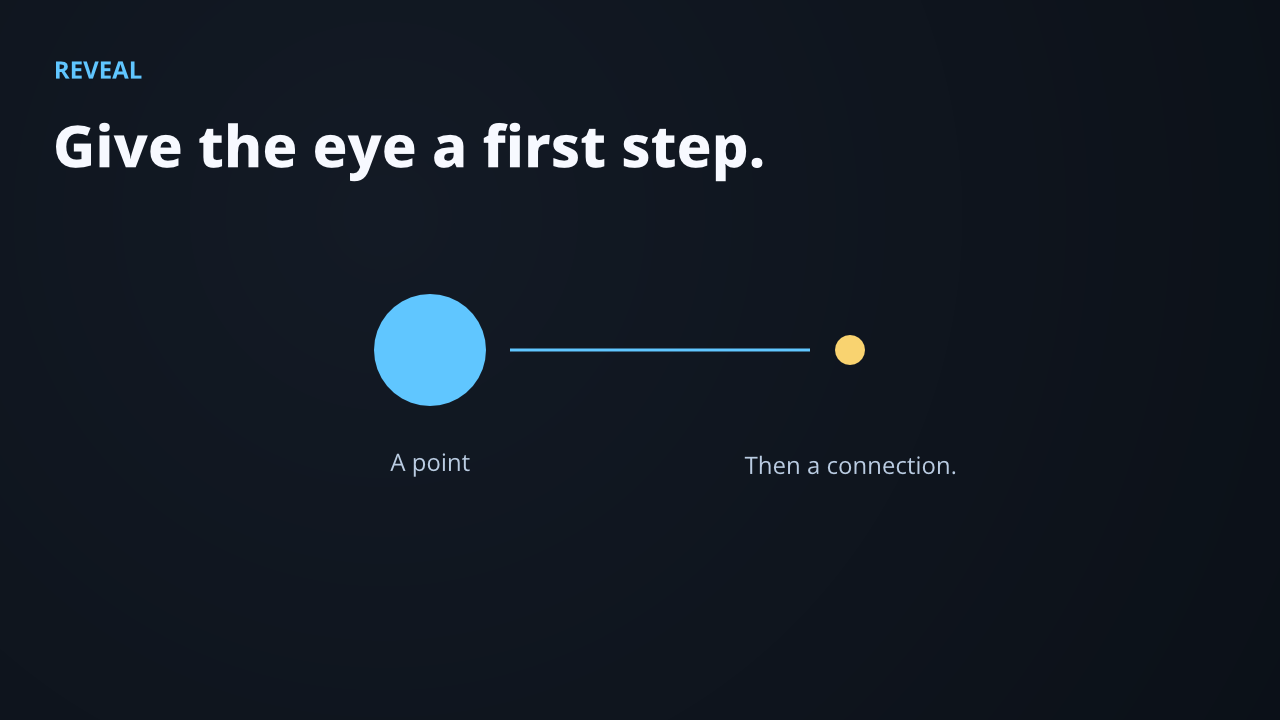 REVEAL
Give the eye a first step.
A point
Then a connection.